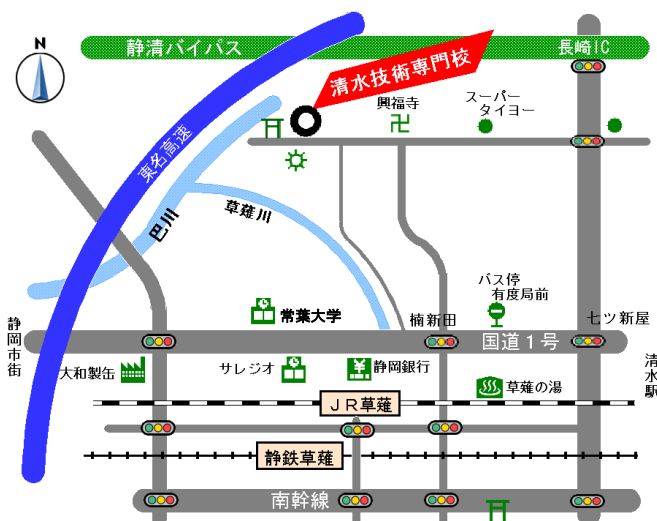 N
静清バイパス
長崎IC
清水技術専門校
興福寺
スーパー
タイヨー
東名高速
巴川
草薙川
バス停
有度局前
常葉大学
楠新田
七ツ新屋
静岡市街
国道1号
清水駅
大和製缶
サレジオ
静岡銀行
草薙の湯
JR草薙
静鉄草薙
南幹線